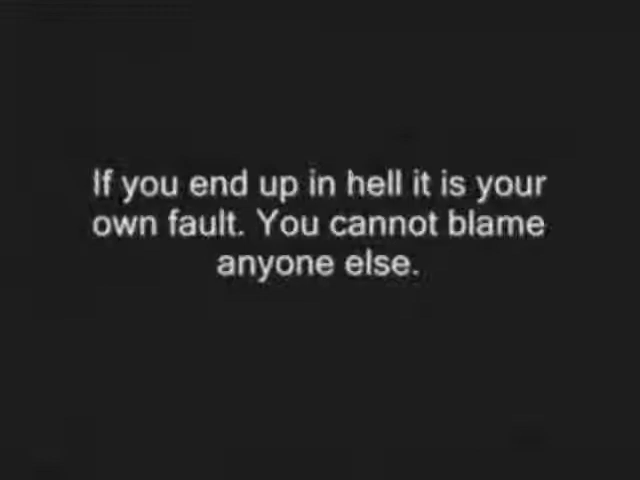 If you end up in hell it is your
own fault. You cannot blame
anyone else.